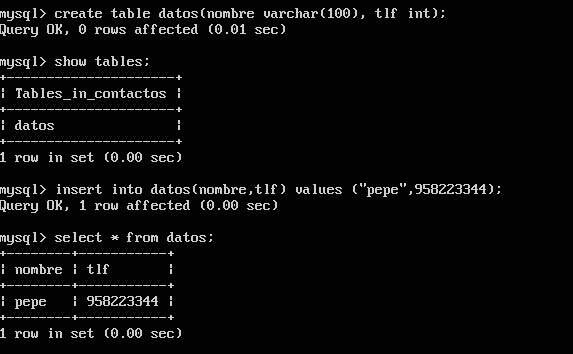 mysql> create table datos(nombre varchar(100), tlf int);
Query OK, 0 rows affected (0.01 sec)
mysql> show tables;
+---------------------+
| Tables_in_contactos |
+---------------------+
| datos               |
+---------------------+
1 row in set (0.00 sec)
mysql> insert into datos(nombre,tlf) values ("pepe",958223344);
Query OK, 1 row affected (0.00 sec)
mysql> select * from datos;
+--------+-----------+
| nombre | tlf       |
+--------+-----------+
| pepe   | 958223344 |
+--------+-----------+
1 row in set (0.00 sec)